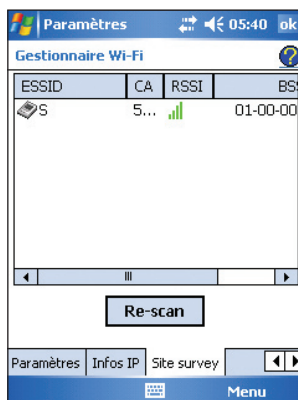 Paramètres 05:40 ok
Gestionnaire Wi-Fi ?
ESSID CA RSSI BS
S 5... 01-00-00
Re-scan
Paramètres Infos IP Site survey
Menu